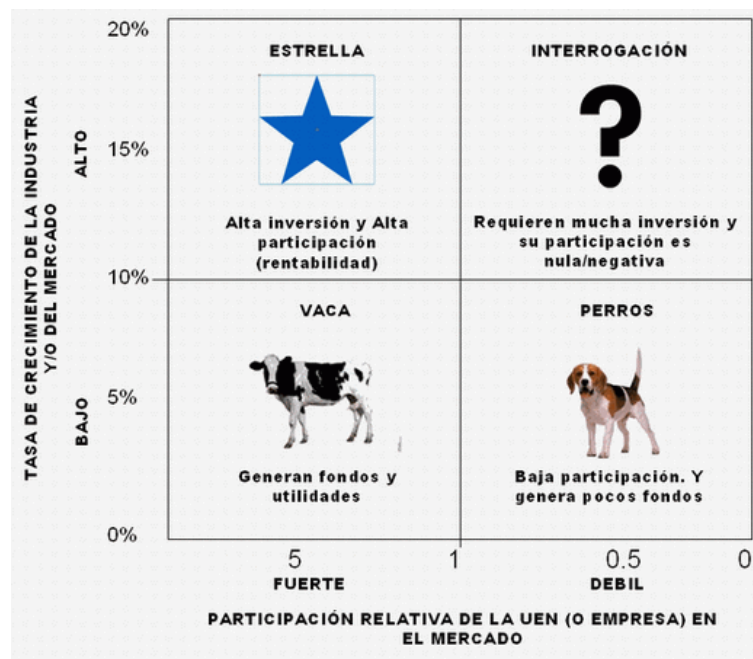 20%
ESTRELLA
INTERROGACIÓN
?
15%
ALTO
Alta inversión y Alta
participación
(rentabilidad)
Requieren mucha inversión y
su participación es
nula/negativa
TASA DE CRECIMIENTO DE LA INDUSTRIA
Y/O DEL MERCADO
10%
VACA
PERROS
5%
BAJO
Generan fondos y
utilidades
Baja participación. Y
genera pocos fondos
0%
5
1
0.5
0
FUERTE
DEBIL
PARTICIPACIÓN RELATIVA DE LA UEN (O EMPRESA) EN
EL MERCADO